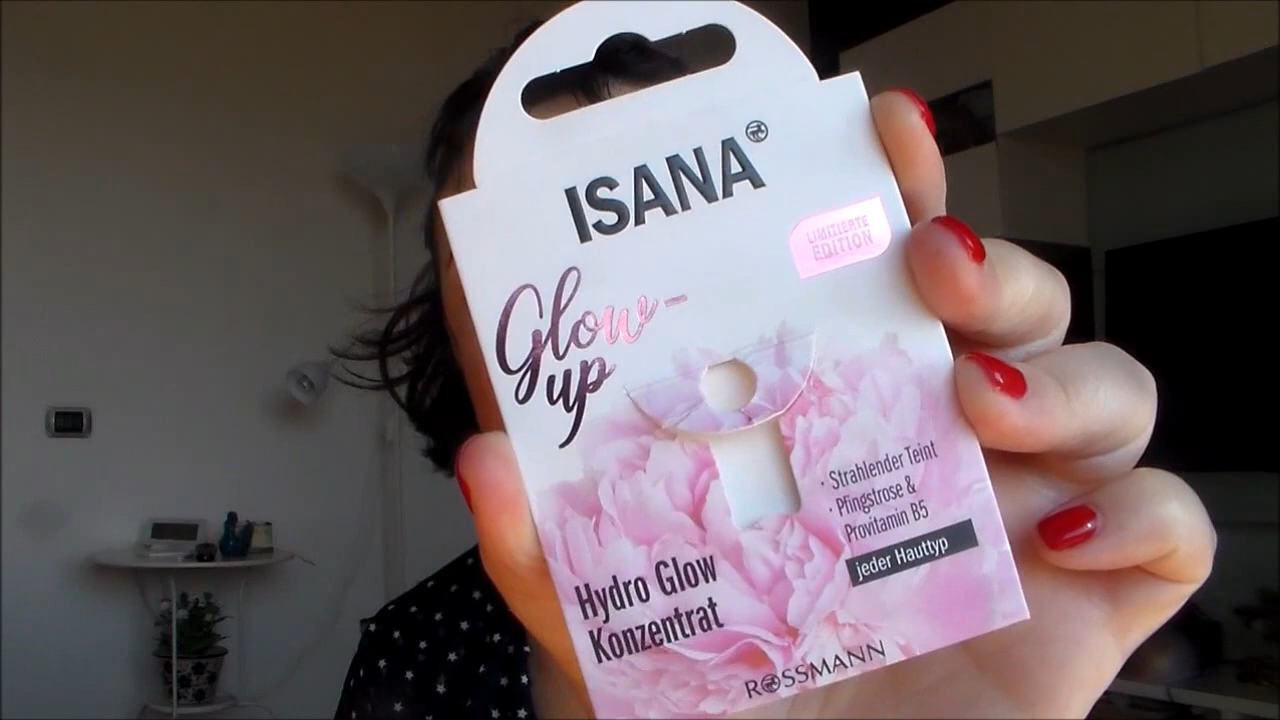 ISANA®
LIMITIERTE
EDITION
Glow-
up
· Strahlender Teint
· Pfingstrose &
Provitamin B5
jeder Hauttyp
Hydro Glow
Konzentrat
ROSSMANN